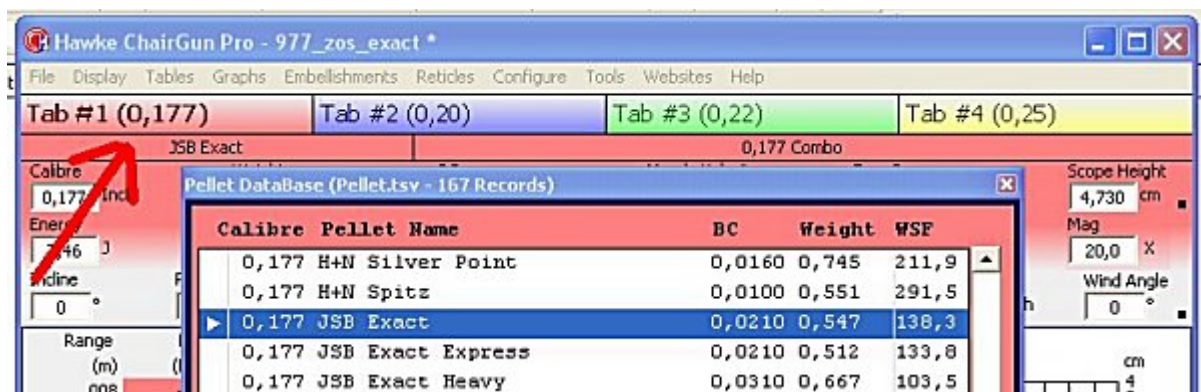 Hawke ChairGun Pro - 977_zos_exact *
File Display Tables Graphs Embellishments Reticles Configure Tools Websites Help
Tab #1 (0,177) Tab #2 (0,20) Tab #3 (0,22) Tab #4 (0,25)
JSB Exact 0,177 Combo
Calibre Scope Height
0,177 4,730 cm
Pellet DataBase (Pellet.tsv - 167 Records)
Mag
Calibre Pellet Name BC Weight WSF
J 20,0 X
0,177 H+N Silver Point 0,0160 0,745 211,9
Wind Angle
0 ° 0,177 H+N Spitz 0,0100 0,551 291,5 0 °
0,177 JSB Exact 0,0210 0,547 138,3
Range
0,177 JSB Exact Express 0,0210 0,512 133,8
(m) cm
0,177 JSB Exact Heavy 0,0310 0,667 103,5 4